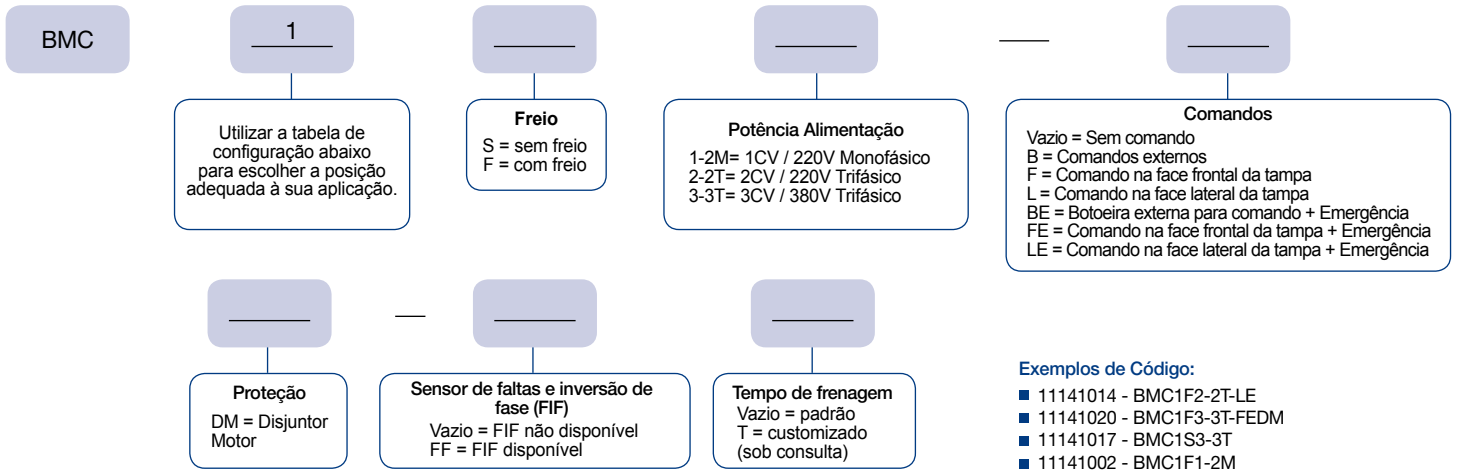 BMC
1
Utilizar a tabela de
configuração abaixo
para escolher a posição
adequada à sua aplicação.
Freio
S = sem freio
F = com freio
Potência Alimentação
1-2M= 1CV / 220V Monofásico
2-2T= 2CV / 220V Trifásico
3-3T= 3CV / 380V Trifásico
Comandos
Vazio = Sem comando
B = Comandos externos
F = Comando na face frontal da tampa
L = Comando na face lateral da tampa
BE = Botoeira externa para comando + Emergência
FE = Comando na face frontal da tampa + Emergência
LE = Comando na face lateral da tampa + Emergência
Proteção
DM = Disjuntor
Motor
Sensor de faltas e inversão de
fase (FIF)
Vazio = FIF não disponível
FF = FIF disponível
Tempo de frenagem
Vazio = padrão
T = customizado
(sob consulta)
Exemplos de Código:
11141014 - BMC1F2-2T-LE
11141020 - BMC1F3-3T-FEDM
11141017 - BMC1S3-3T
11141002 - BMC1F1-2M